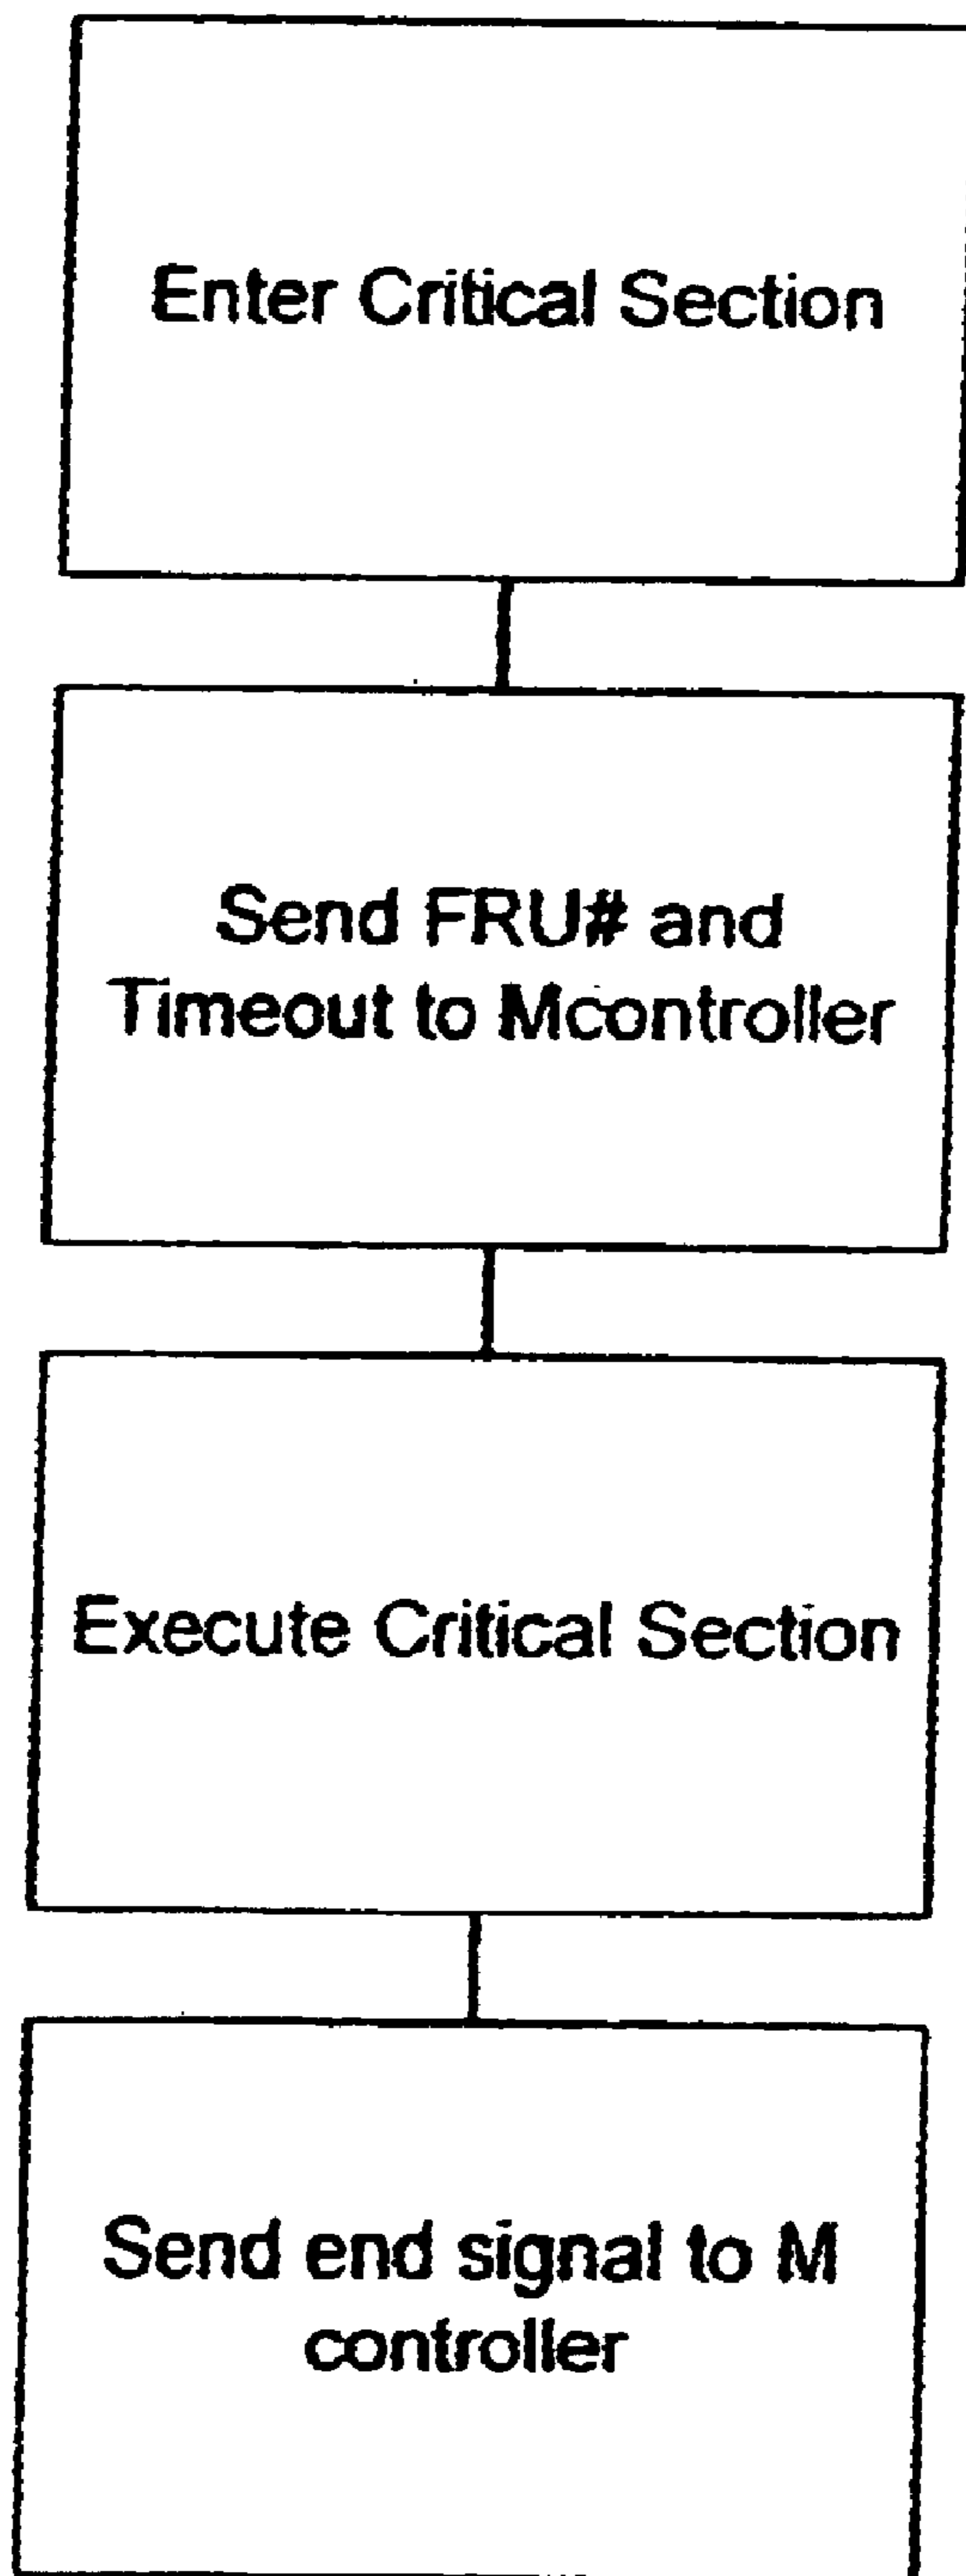 Enter Critical Section
Send FRU# and
Timeout to Mcontroller
Execute Critical Section
Send end signal to M
controller